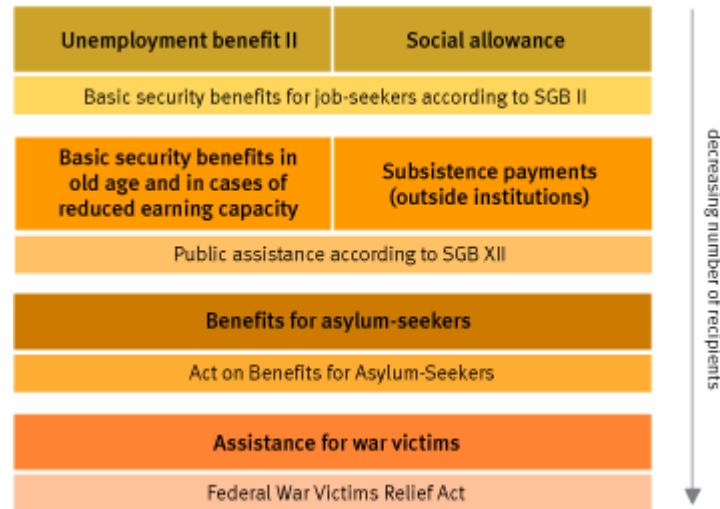 Unemployment benefit II
Social allowance
Basic security benefits for job-seekers according to SGB II
Basic security benefits in
old age and in cases of
reduced earning capacity
Subsistence payments
(outside institutions)
Public assistance according to SGB XII
Benefits for asylum-seekers
Act on Benefits for Asylum-Seekers
Assistance for war victims
Federal War Victims Relief Act
decreasing number of recipients